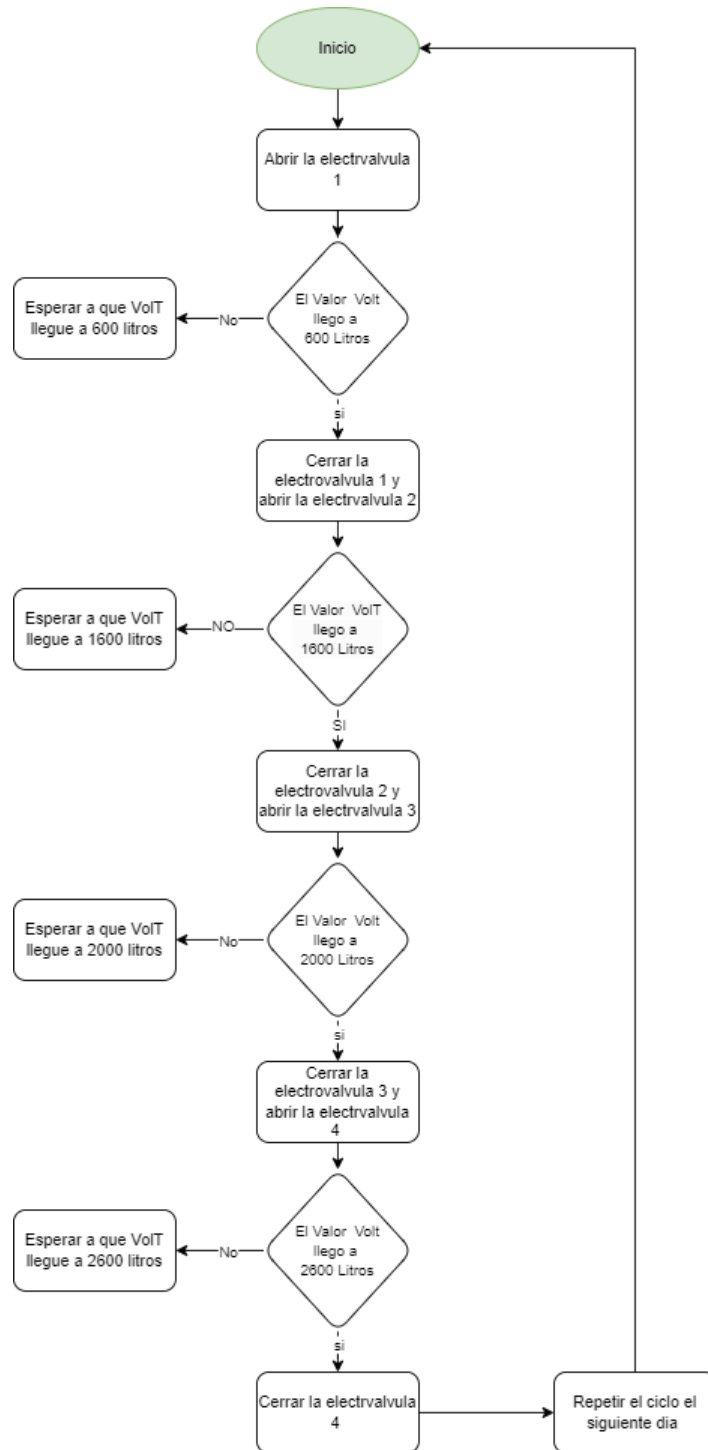 Inicio
Abrir la electrvalvula
1
El Valor Volt
llego a
600 Litros
No
Esperar a que VolT
llegue a 600 litros
si
Cerrar la
electrovalvula 1 y
abrir la electrvalvula 2
El Valor VolT
llego a
1600 Litros
NO
Esperar a que VolT
llegue a 1600 litros
SI
Cerrar la
electrovalvula 2 y
abrir la electrvalvula 3
El Valor Volt
llego a
2000 Litros
No
Esperar a que VolT
llegue a 2000 litros
si
Cerrar la
electrovalvula 3 y
abrir la electrvalvula
4
El Valor Volt
llego a
2600 Litros
No
Esperar a que VolT
llegue a 2600 litros
si
Cerrar la electrvalvula
4
Repetir el ciclo el
siguiente dia